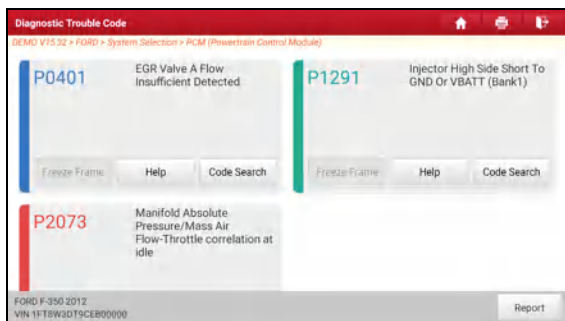 Diagnostic Trouble Code
DEMO V15.32 > FORD > System Selection > PCM (Powertrain Control Module)
P0401
EGR Valve A Flow
Insufficient Detected
Freeze Frame
Help
Code Search
P1291
Injector High Side Short To
GND Or VBATT (Bank1)
Freeze Frame
Help
Code Search
P2073
Manifold Absolute
Pressure/Mass Air
Flow-Throttle correlation at
idle
FORD F-350 2012
VIN 1FT8W3DT9CEB00000
Report